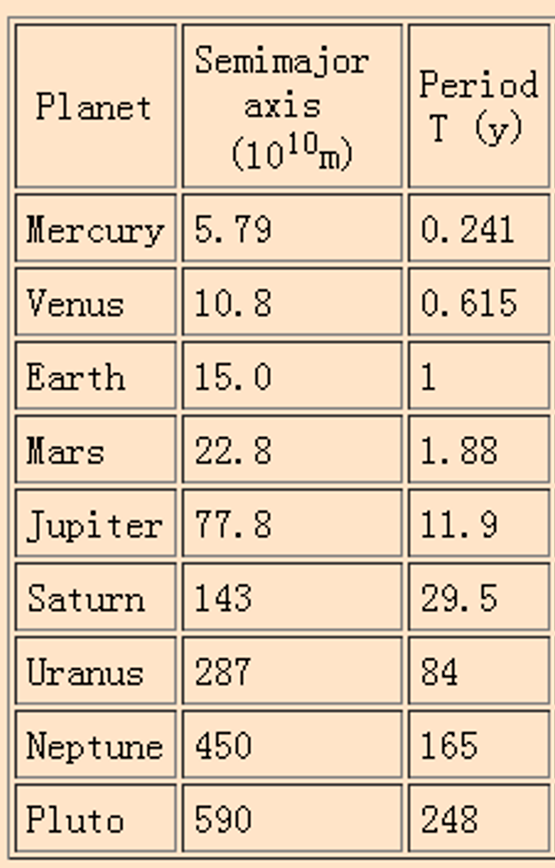 Planet Semimajor axis (10¹⁰m) Period T (y)
Mercury 5.79 0.241
Venus 10.8 0.615
Earth 15.0 1
Mars 22.8 1.88
Jupiter 77.8 11.9
Saturn 143 29.5
Uranus 287 84
Neptune 450 165
Pluto 590 248